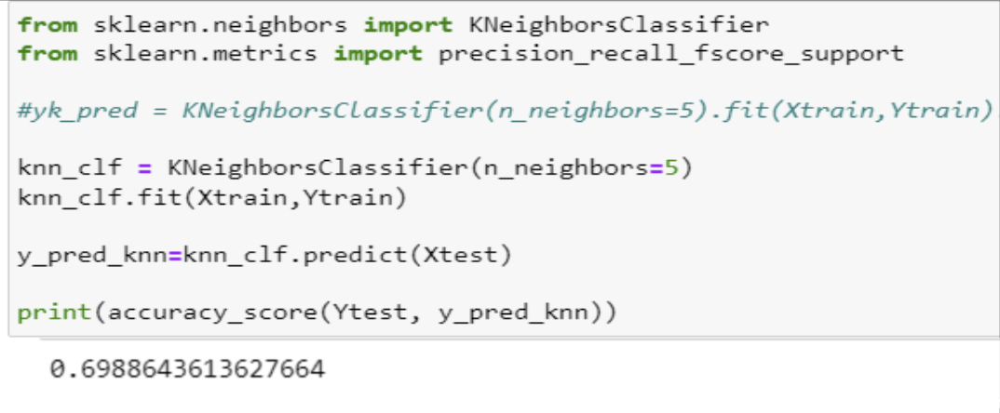 from sklearn.neighbors import KNeighborsClassifier
from sklearn.metrics import precision_recall_fscore_support
#yk_pred = KNeighborsClassifier(n_neighbors=5).fit(Xtrain,Ytrain)
knn_clf = KNeighborsClassifier(n_neighbors=5)
knn_clf.fit(Xtrain,Ytrain)
y_pred_knn=knn_clf.predict(Xtest)
print(accuracy_score(Ytest, y_pred_knn))
0.6988643613627664